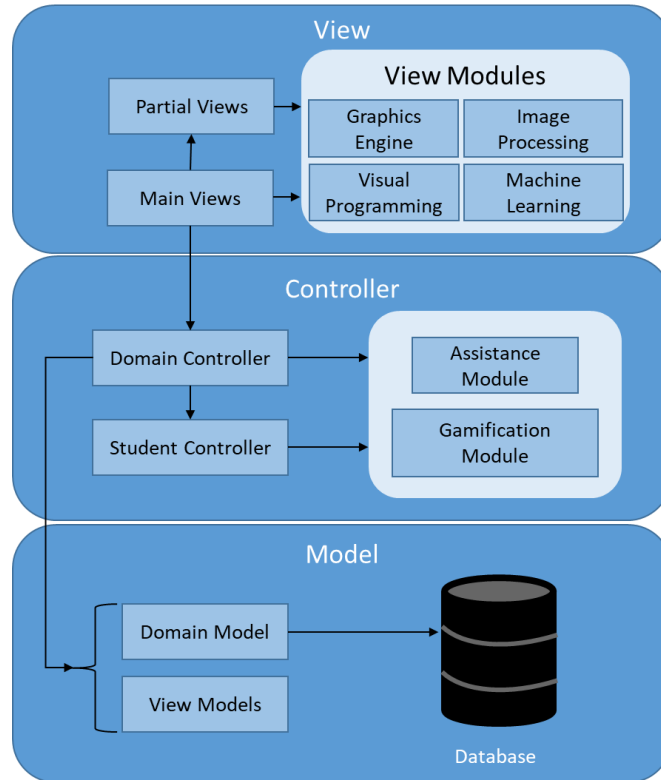 View
View Modules
Partial Views
Graphics
Engine
Image
Processing
Main Views
Visual
Programming
Machine
Learning
Controller
Domain Controller
Assistance
Module
Student Controller
Gamification
Module
Model
Domain Model
View Models
Database